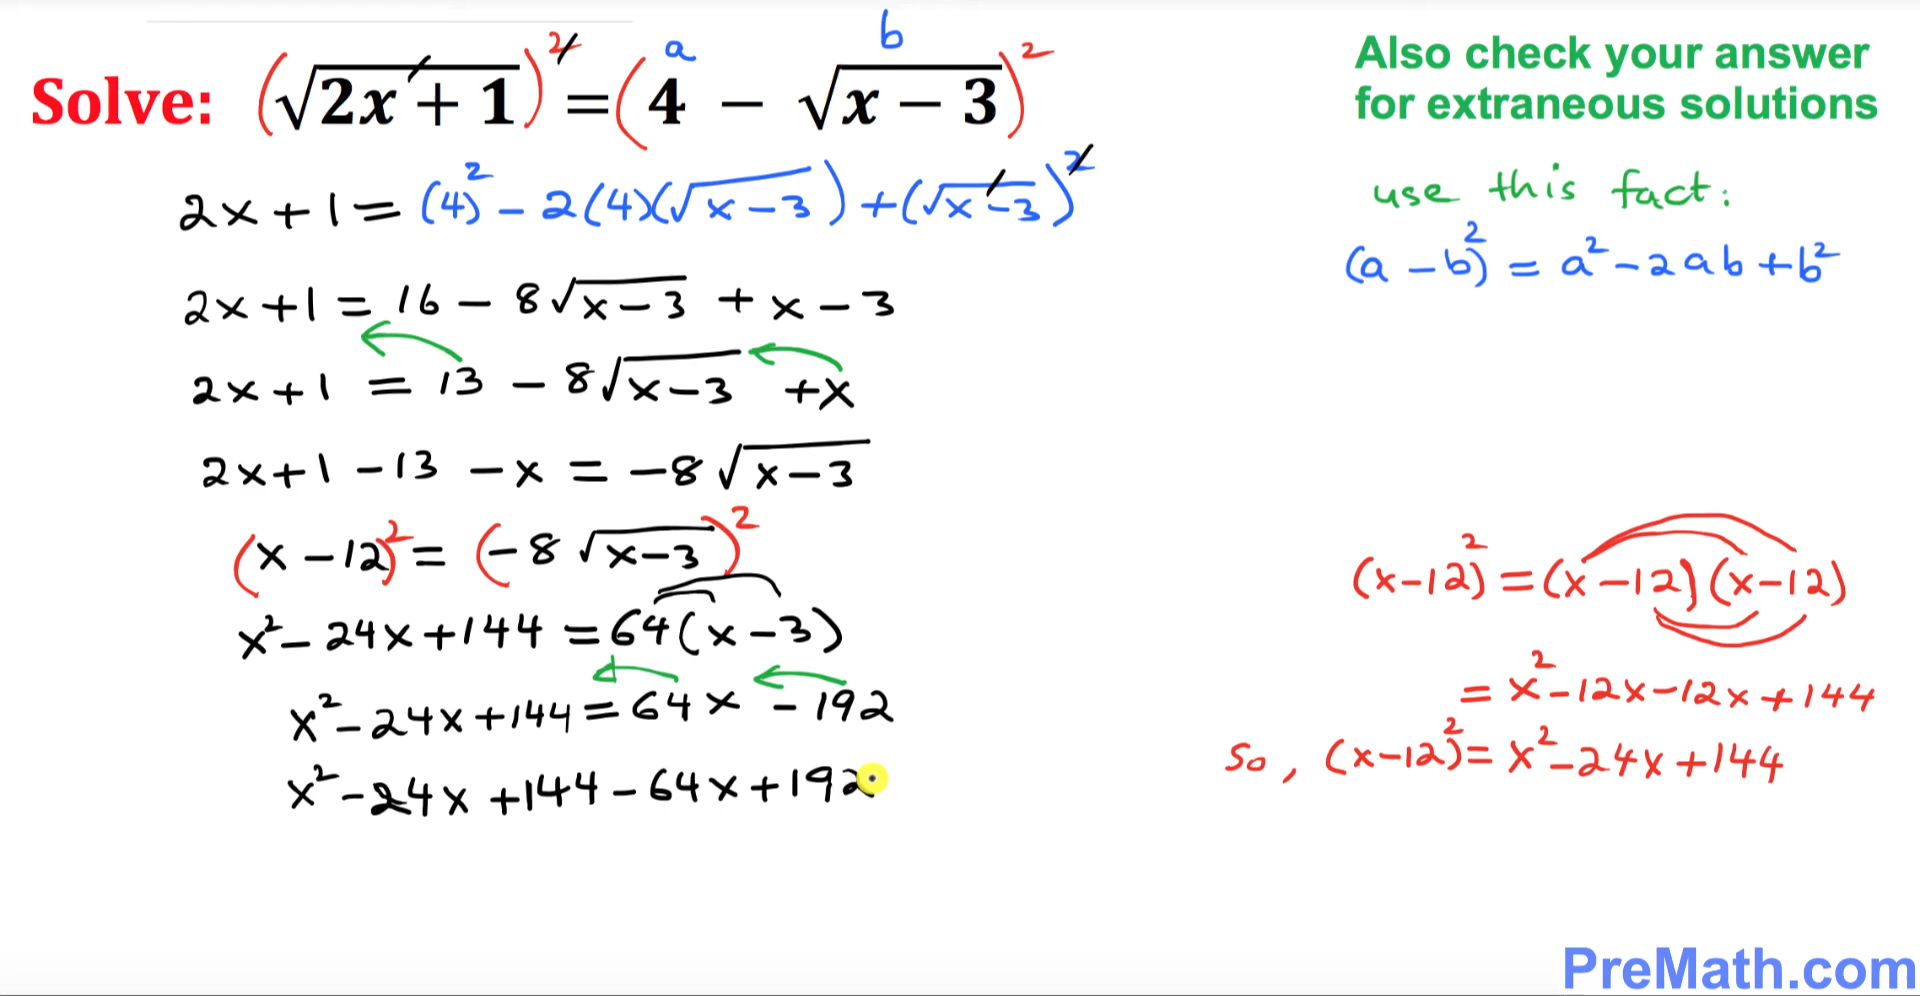 Solve: (√(2x + 1))² = (4 − √(x − 3))²
a b
Also check your answer
for extraneous solutions
use this fact:
(a − b)² = a² − 2ab + b²
2x + 1 = (4)² − 2(4)(√(x − 3)) + (√(x − 3))²
2x + 1 = 16 − 8√(x − 3) + x − 3
2x + 1 = 13 − 8√(x − 3) + x
2x + 1 − 13 − x = −8√(x − 3)
(x − 12)² = (−8√(x − 3))²
x² − 24x + 144 = 64(x − 3)
x² − 24x + 144 = 64x − 192
x² − 24x + 144 − 64x + 192
(x − 12)² = (x − 12)(x − 12)
= x² − 12x − 12x + 144
So, (x − 12)² = x² − 24x + 144
PreMath.com